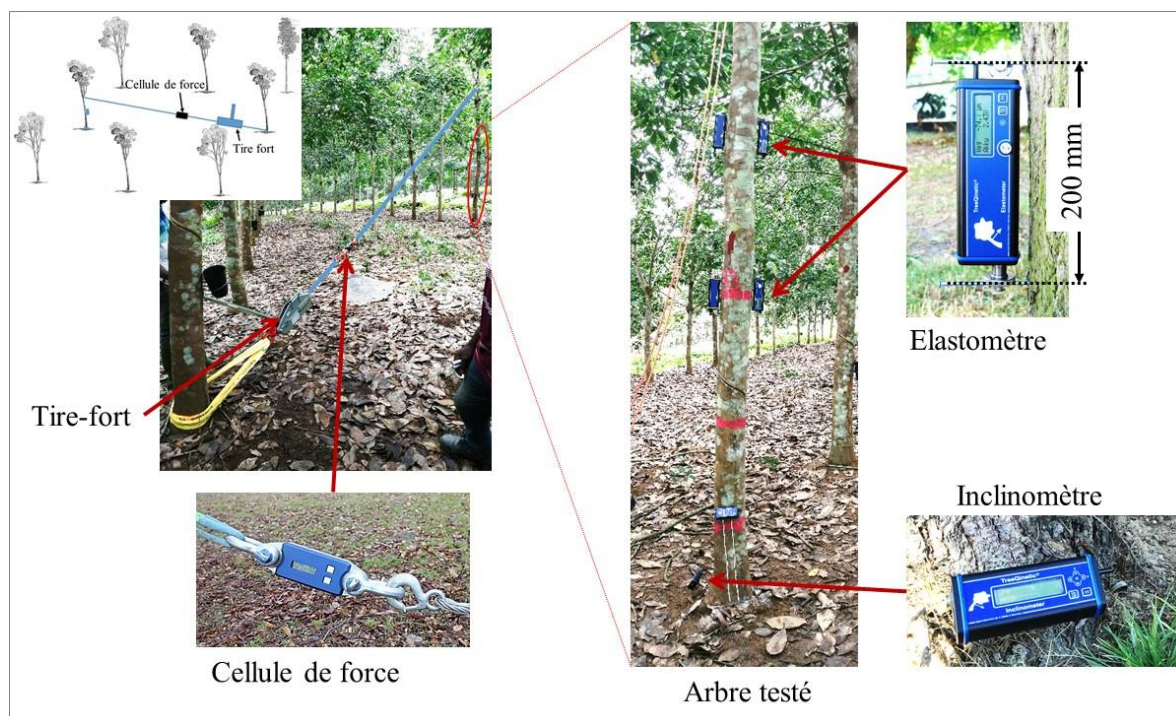 Cellule de force
Tire fort
Tire-fort
Cellule de force
Arbre testé
TreeQinetic®
Elastometer
200 mm
Elastomètre
Inclinomètre
TreeQinetic®
Inclinometer